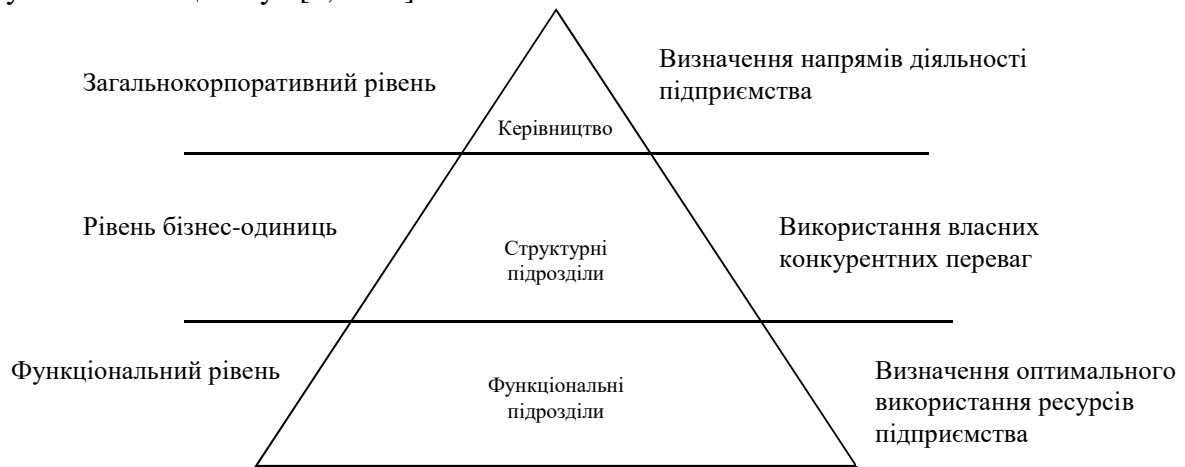 Загальнокорпоративний рівень
Визначення напрямів діяльності
підприємства
Керівництво
Рівень бізнес-одиниць
Структурні
підрозділи
Використання власних
конкурентних переваг
Функціональний рівень
Функціональні
підрозділи
Визначення оптимального
використання ресурсів
підприємства